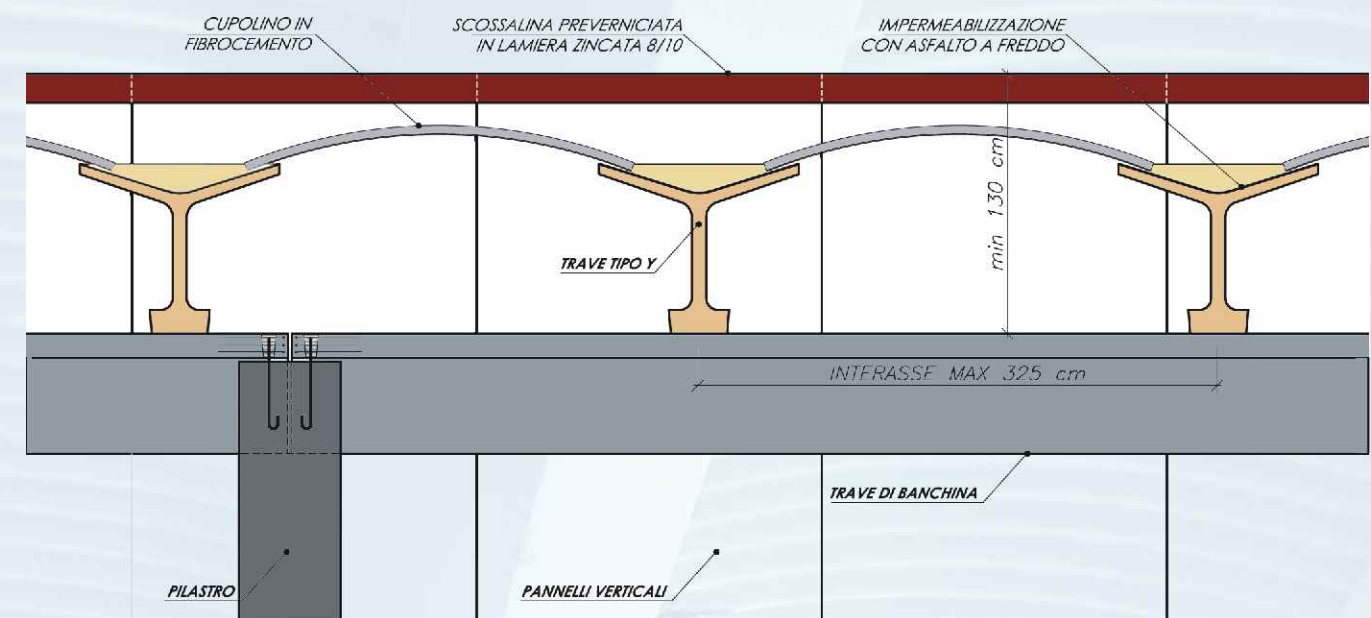 CUPOLINO IN
FIBROCEMENTO
SCOSSALINA PREVERNICIATA
IN LAMIERA ZINCATA 8/10
IMPERMEABILIZZAZIONE
CON ASFALTO A FREDDO
min 130 cm
TRAVE TIPO Y
INTERASSE MAX 325 cm
TRAVE DI BANCHINA
PILASTRO
PANNELLI VERTICALI